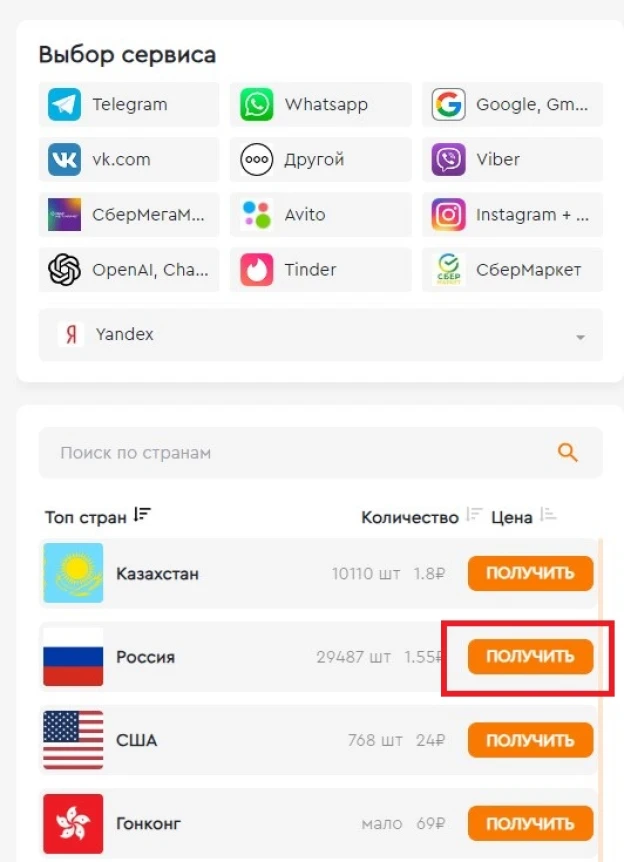 Выбор сервиса
Telegram Whatsapp Google, Gm...
vk.com Другой Viber
СберМегаМ... Avito Instagram + ...
OpenAI, Cha... Tinder СберМаркет
Yandex
Поиск по странам
Топ стран Количество Цена
Казахстан 10110 шт 1.8₽ ПОЛУЧИТЬ
Россия 29487 шт 1.55₽ ПОЛУЧИТЬ
США 768 шт 24₽ ПОЛУЧИТЬ
Гонконг мало 69₽ ПОЛУЧИТЬ